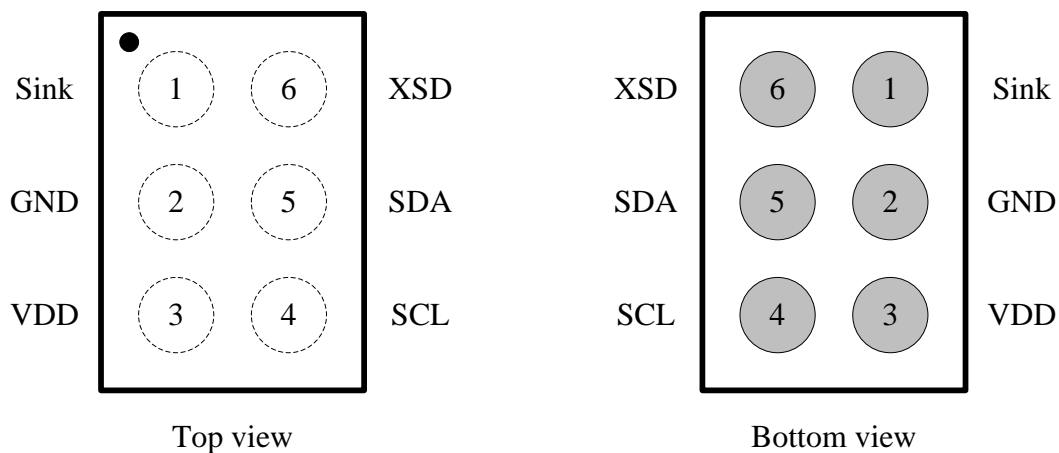 Sink 1 6 XSD XSD 6 1 Sink
GND 2 5 SDA SDA 5 2 GND
VDD 3 4 SCL SCL 4 3 VDD
Top view Bottom view